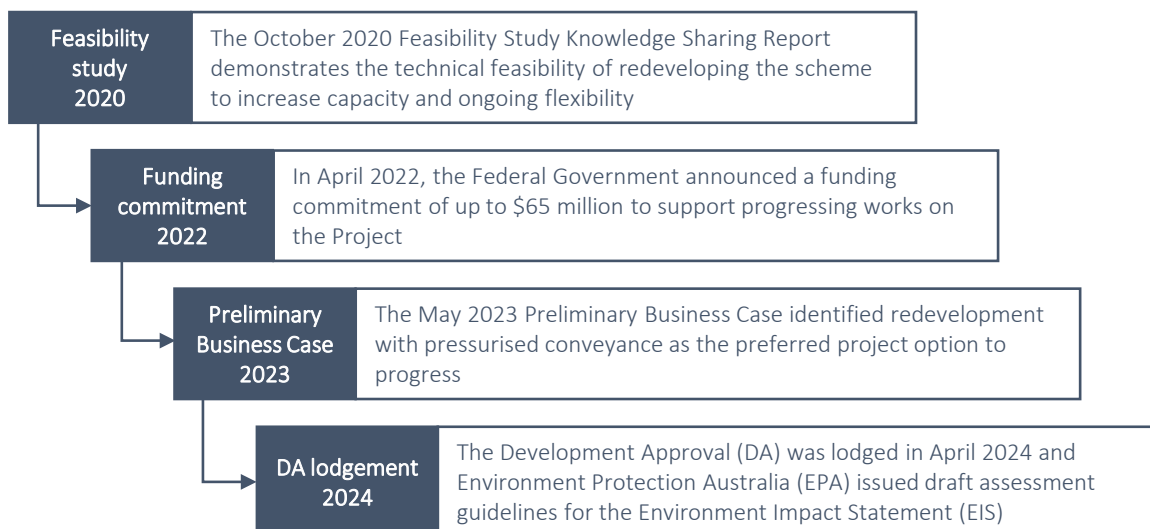 Feasibility
study
2020
The October 2020 Feasibility Study Knowledge Sharing Report
demonstrates the technical feasibility of redeveloping the scheme
to increase capacity and ongoing flexibility
Funding
commitment
2022
In April 2022, the Federal Government announced a funding
commitment of up to $65 million to support progressing works on
the Project
Preliminary
Business Case
2023
The May 2023 Preliminary Business Case identified redevelopment
with pressurised conveyance as the preferred project option to
progress
DA lodgement
2024
The Development Approval (DA) was lodged in April 2024 and
Environment Protection Australia (EPA) issued draft assessment
guidelines for the Environment Impact Statement (EIS)